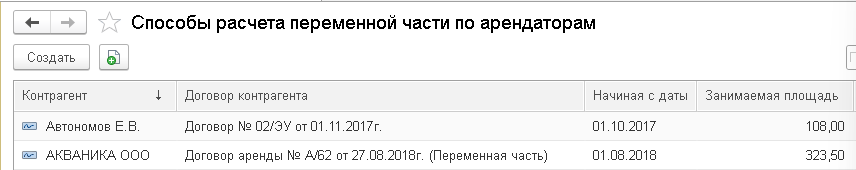 Способы расчета переменной части по арендаторам
Создать
Контрагент ↓ Договор контрагента Начиная с даты Занимаемая площадь
Автономов Е.В. Договор № 02/ЭУ от 01.11.2017г. 01.10.2017 108,00
АКВАНИКА ООО Договор аренды № А/62 от 27.08.2018г. (Переменная часть) 01.08.2018 323,50